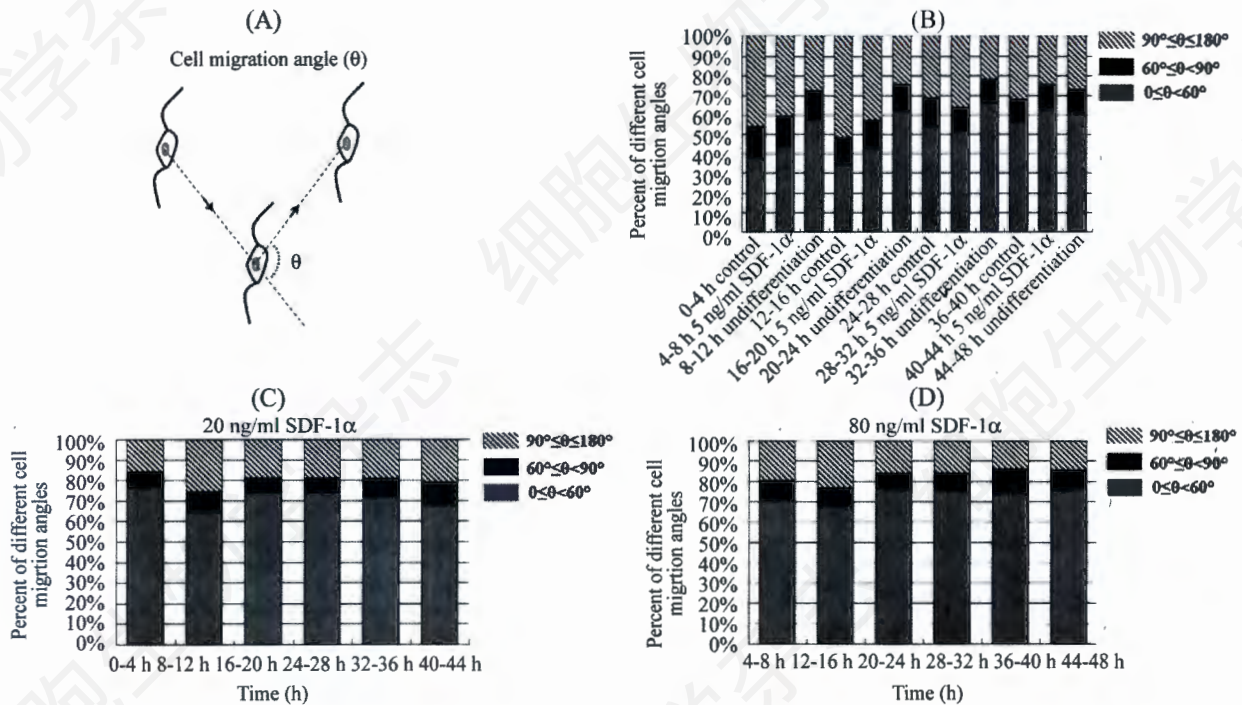 (A)
Cell migration angle (θ)
θ
(B)
Percent of different cell
migrtion angles
100%
90%
80%
70%
60%
50%
40%
30%
20%
10%
0%
0-4 h control
4-8 h 5 ng/ml SDF-1α
8-12 h undifferentiation
12-16 h control
16-20 h 5 ng/ml SDF-1α
20-24 h undifferentiation
24-28 h control
28-32 h 5 ng/ml SDF-1α
32-36 h undifferentiation
36-40 h control
40-44 h 5 ng/ml SDF-1α
44-48 h undifferentiation
90°≤θ≤180°
60°≤θ<90°
0≤θ<60°
(C)
20 ng/ml SDF-1α
Percent of different cell
migrtion angles
100%
90%
80%
70%
60%
50%
40%
30%
20%
10%
0%
0-4 h 8-12 h 16-20 h 24-28 h 32-36 h 40-44 h
Time (h)
90°≤θ≤180°
60°≤θ<90°
0≤θ<60°
(D)
80 ng/ml SDF-1α
Percent of different cell
migrtion angles
100%
90%
80%
70%
60%
50%
40%
30%
20%
10%
0%
4-8 h 12-16 h 20-24 h 28-32 h 36-40 h 44-48 h
Time (h)
90°≤θ≤180°
60°≤θ<90°
0≤θ<60°
细胞生物学